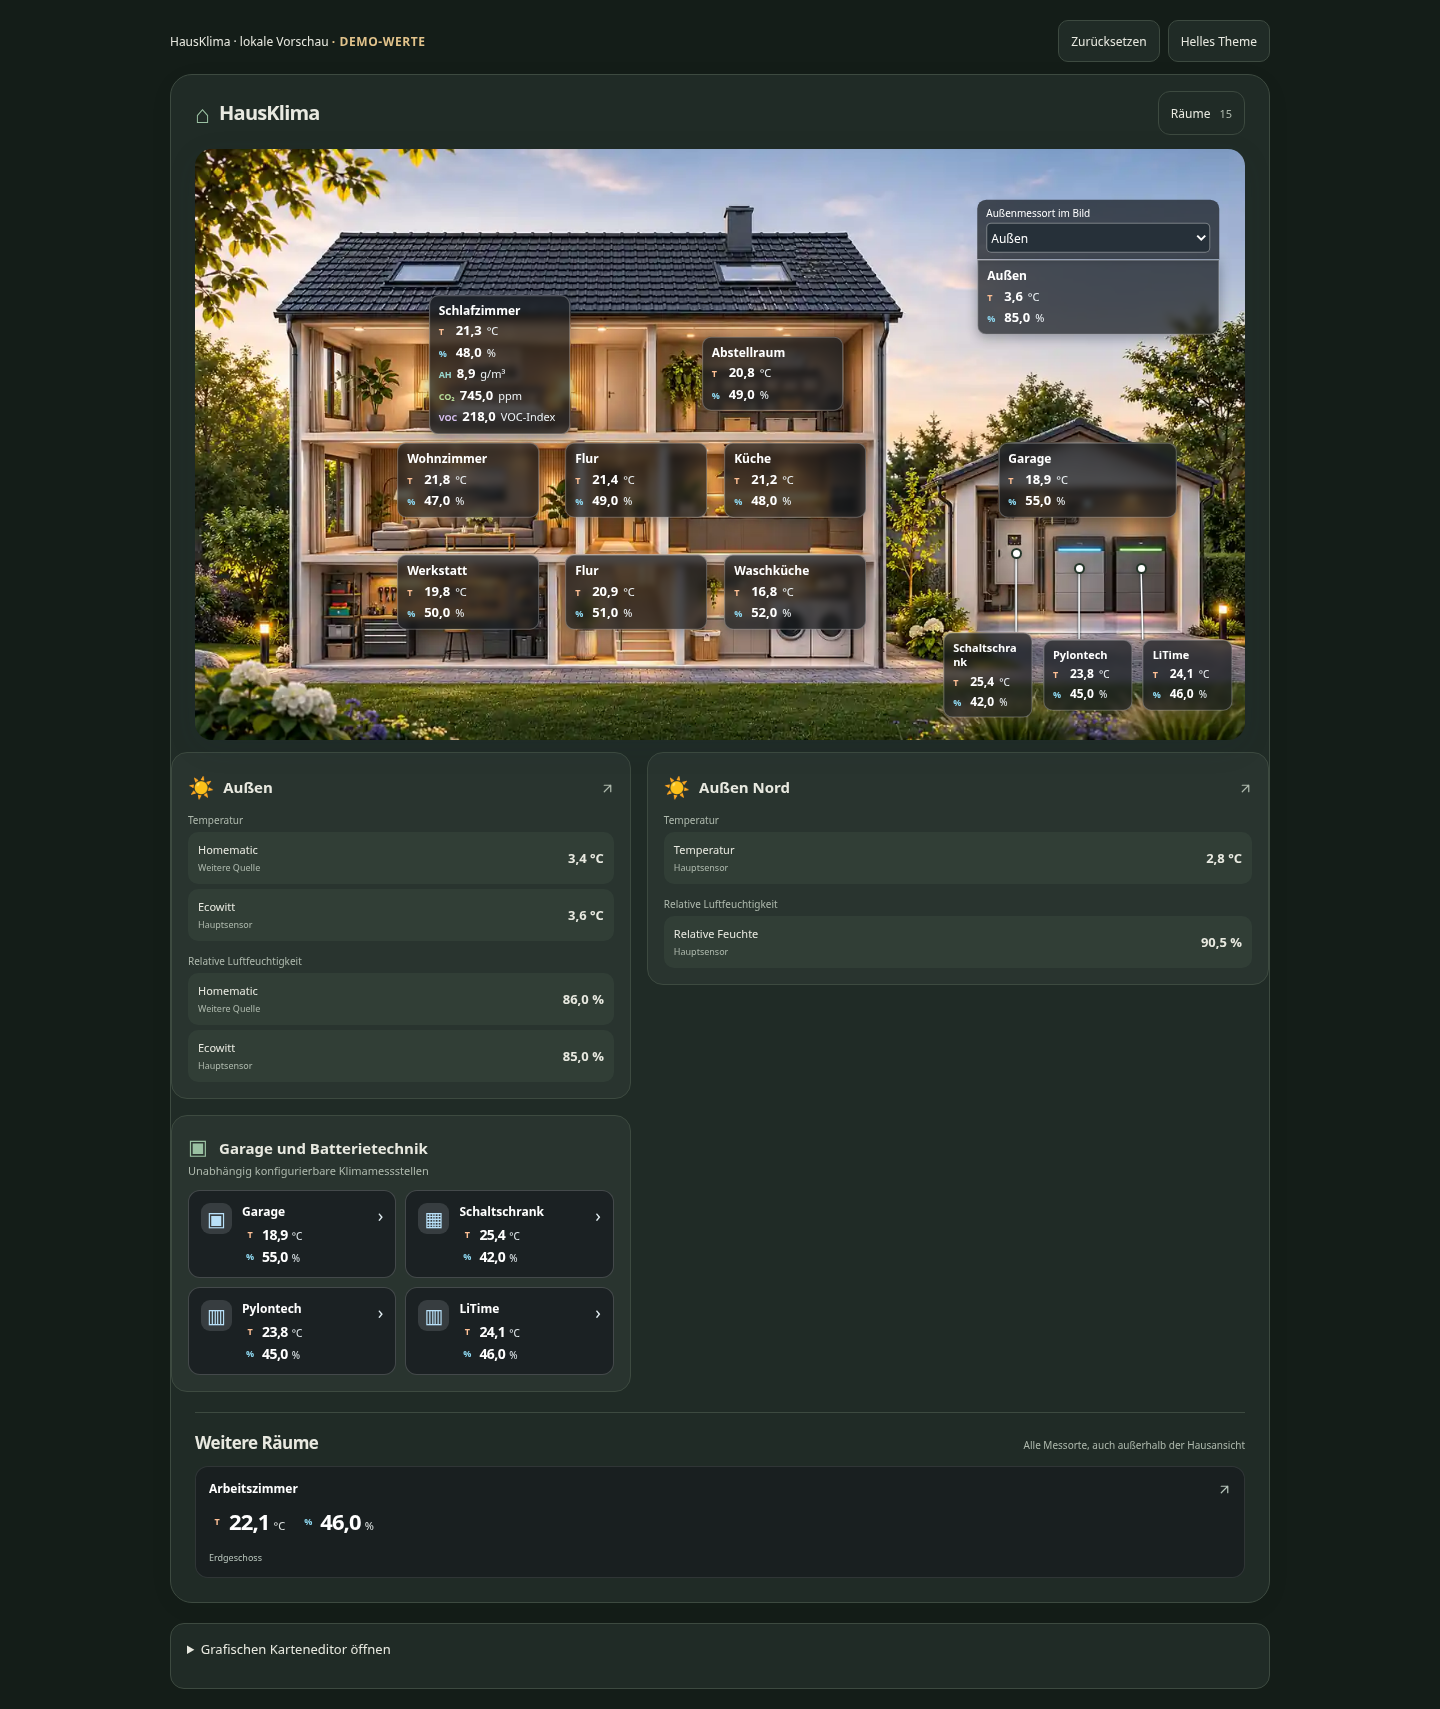 HausKlima · lokale Vorschau · DEMO-WERTE
Zurücksetzen
Helles Theme
HausKlima
Räume 15
Außenmessort im Bild
Außen
Außen
T 3,6 °C
% 85,0 %
Schlafzimmer
T 21,3 °C
% 48,0 %
AH 8,9 g/m³
CO₂ 745,0 ppm
VOC 218,0 VOC-Index
Abstellraum
T 20,8 °C
% 49,0 %
Wohnzimmer
T 21,8 °C
% 47,0 %
Flur
T 21,4 °C
% 49,0 %
Küche
T 21,2 °C
% 48,0 %
Garage
T 18,9 °C
% 55,0 %
Werkstatt
T 19,8 °C
% 50,0 %
Flur
T 20,9 °C
% 51,0 %
Waschküche
T 16,8 °C
% 52,0 %
Schaltschra
nk
T 25,4 °C
% 42,0 %
Pylontech
T 23,8 °C
% 45,0 %
LiTime
T 24,1 °C
% 46,0 %
Außen
Temperatur
Homematic
Weitere Quelle
3,4 °C
Ecowitt
Hauptsensor
3,6 °C
Relative Luftfeuchtigkeit
Homematic
Weitere Quelle
86,0 %
Ecowitt
Hauptsensor
85,0 %
Außen Nord
Temperatur
Temperatur
Hauptsensor
2,8 °C
Relative Luftfeuchtigkeit
Relative Feuchte
Hauptsensor
90,5 %
Garage und Batterietechnik
Unabhängig konfigurierbare Klimamessstellen
Garage
T 18,9 °C
% 55,0 %
Schaltschrank
T 25,4 °C
% 42,0 %
Pylontech
T 23,8 °C
% 45,0 %
LiTime
T 24,1 °C
% 46,0 %
Weitere Räume
Alle Messorte, auch außerhalb der Hausansicht
Arbeitszimmer
T 22,1 °C % 46,0 %
Erdgeschoss
Grafischen Karteneditor öffnen